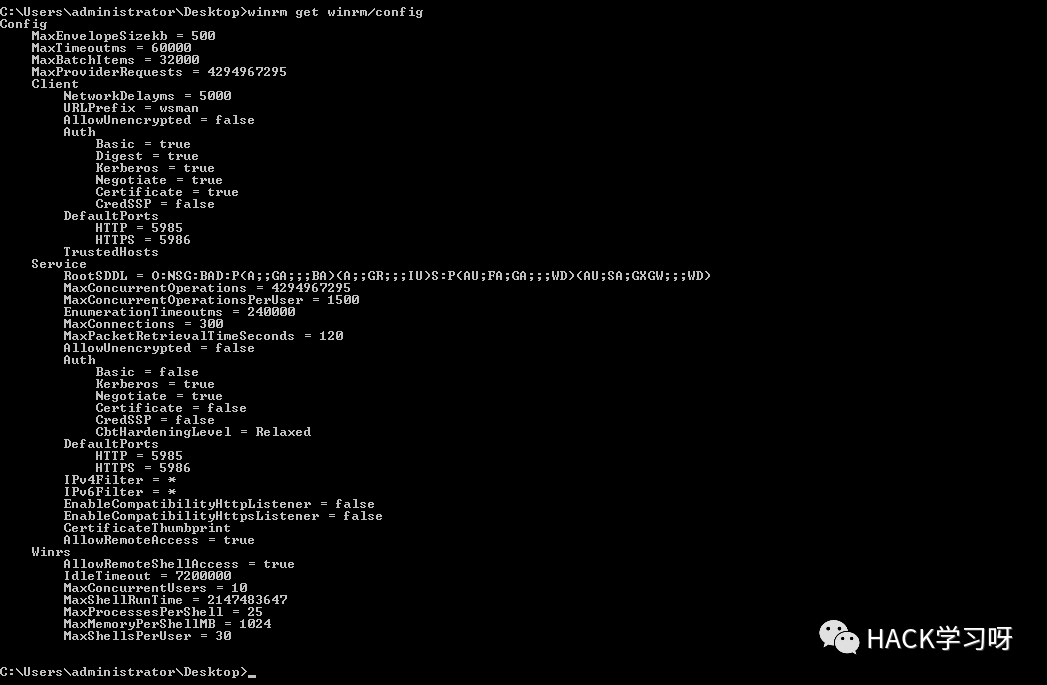 C:\Users\administrator\Desktop>winrm get winrm/config
Config
    MaxEnvelopeSizekb = 500
    MaxTimeoutms = 60000
    MaxBatchItems = 32000
    MaxProviderRequests = 4294967295
    Client
        NetworkDelayms = 5000
        URLPrefix = wsman
        AllowUnencrypted = false
        Auth
            Basic = true
            Digest = true
            Kerberos = true
            Negotiate = true
            Certificate = true
            CredSSP = false
        DefaultPorts
            HTTP = 5985
            HTTPS = 5986
        TrustedHosts
    Service
        RootSDDL = O:NSG:BAD:P(A;;GA;;;BA)(A;;GR;;;IU)S:P(AU;FA;GA;;;WD)(AU;SA;GXGW;;;WD)
        MaxConcurrentOperations = 4294967295
        MaxConcurrentOperationsPerUser = 1500
        EnumerationTimeoutms = 240000
        MaxConnections = 300
        MaxPacketRetrievalTimeSeconds = 120
        AllowUnencrypted = false
        Auth
            Basic = false
            Kerberos = true
            Negotiate = true
            Certificate = false
            CredSSP = false
            CbtHardeningLevel = Relaxed
        DefaultPorts
            HTTP = 5985
            HTTPS = 5986
        IPv4Filter = *
        IPv6Filter = *
        EnableCompatibilityHttpListener = false
        EnableCompatibilityHttpsListener = false
        CertificateThumbprint
        AllowRemoteAccess = true
    Winrs
        AllowRemoteShellAccess = true
        IdleTimeout = 7200000
        MaxConcurrentUsers = 10
        MaxShellRunTime = 2147483647
        MaxProcessesPerShell = 25
        MaxMemoryPerShellMB = 1024
        MaxShellsPerUser = 30
HACK学习呀
C:\Users\administrator\Desktop>_